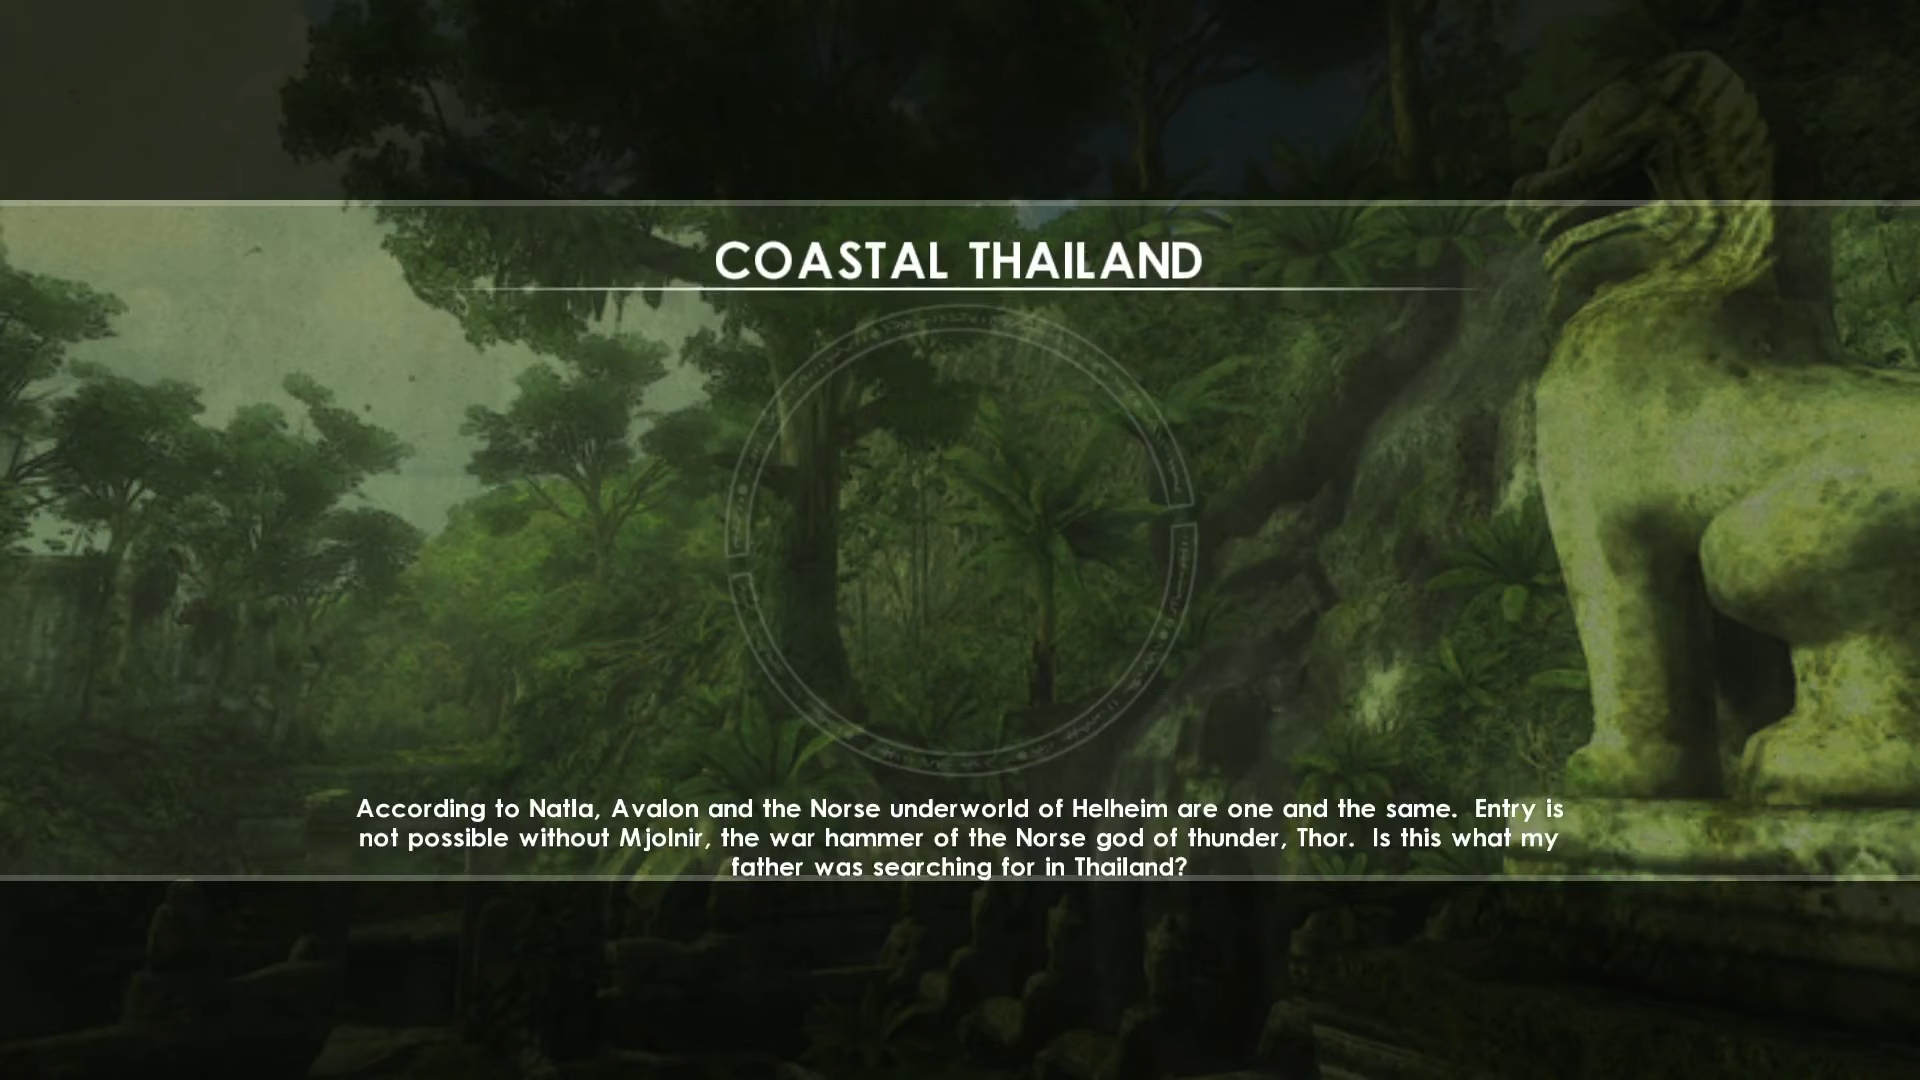 COASTAL THAILAND
According to Natla, Avalon and the Norse underworld of Helheim are one and the same.  Entry is
not possible without Mjolnir, the war hammer of the Norse god of thunder, Thor.  Is this what my
father was searching for in Thailand?